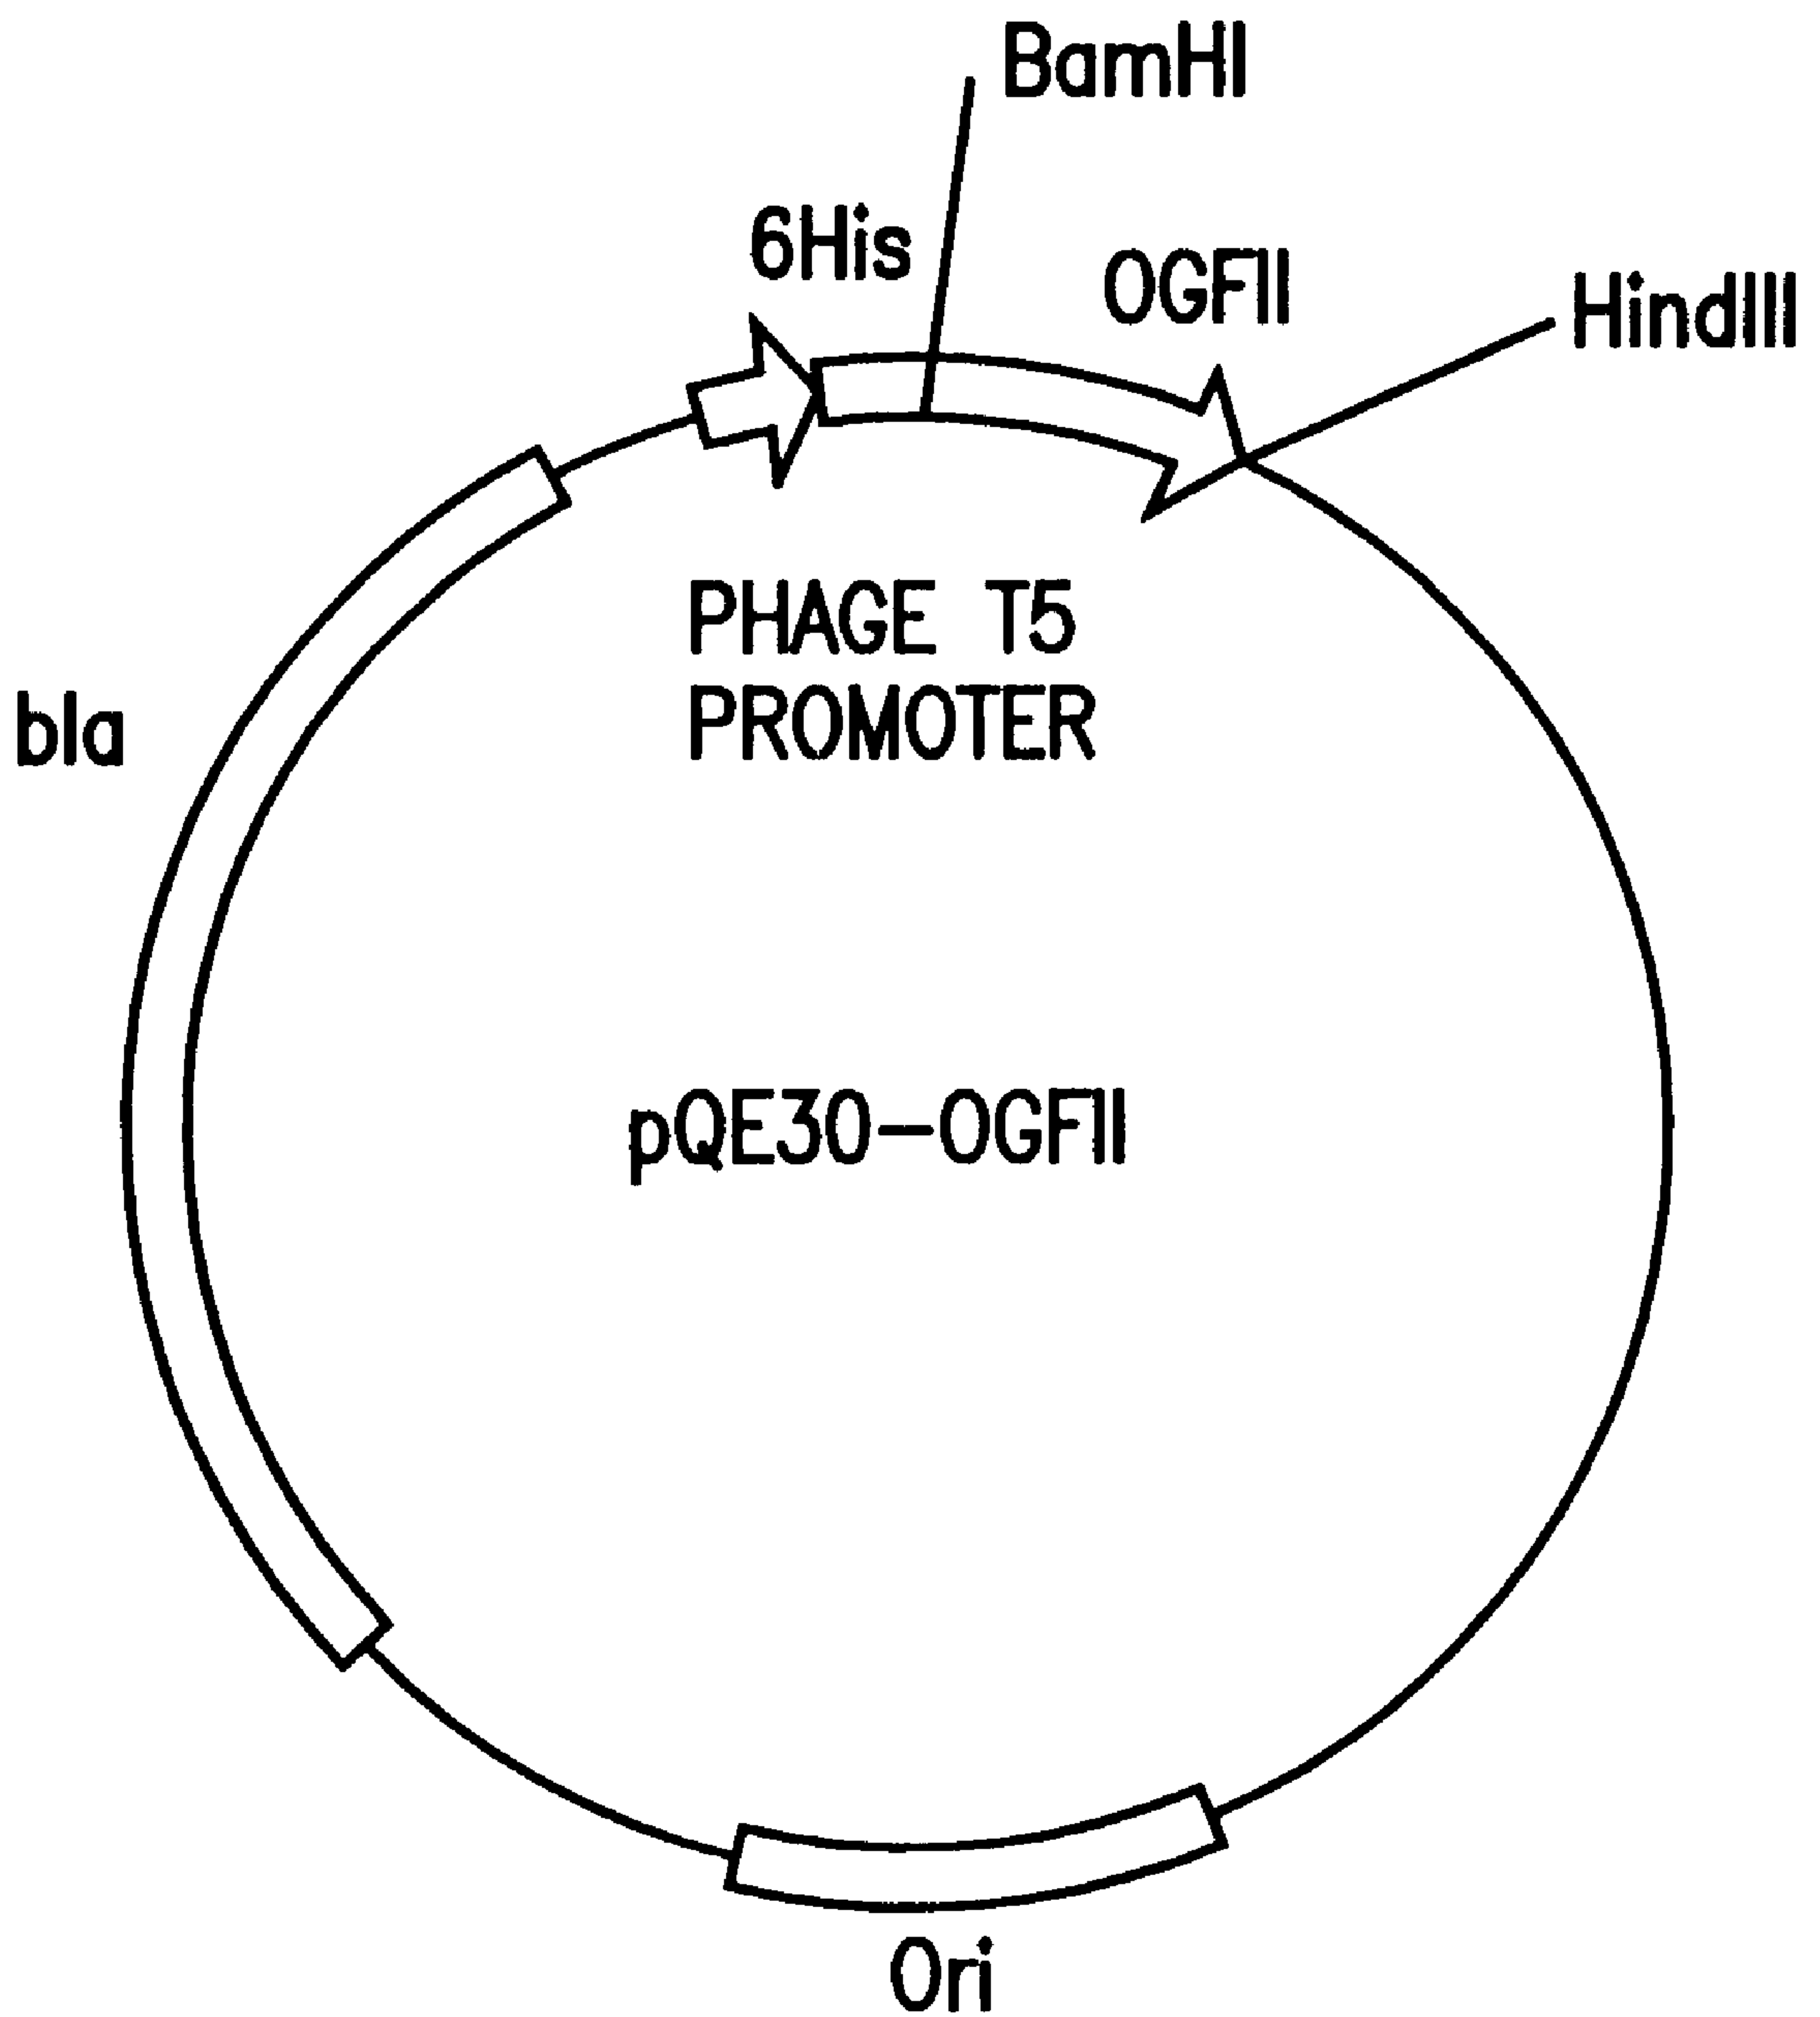 BamHI
6His
OGFII
HindIII
PHAGE T5
PROMOTER
bla
pQE30-OGFII
Ori